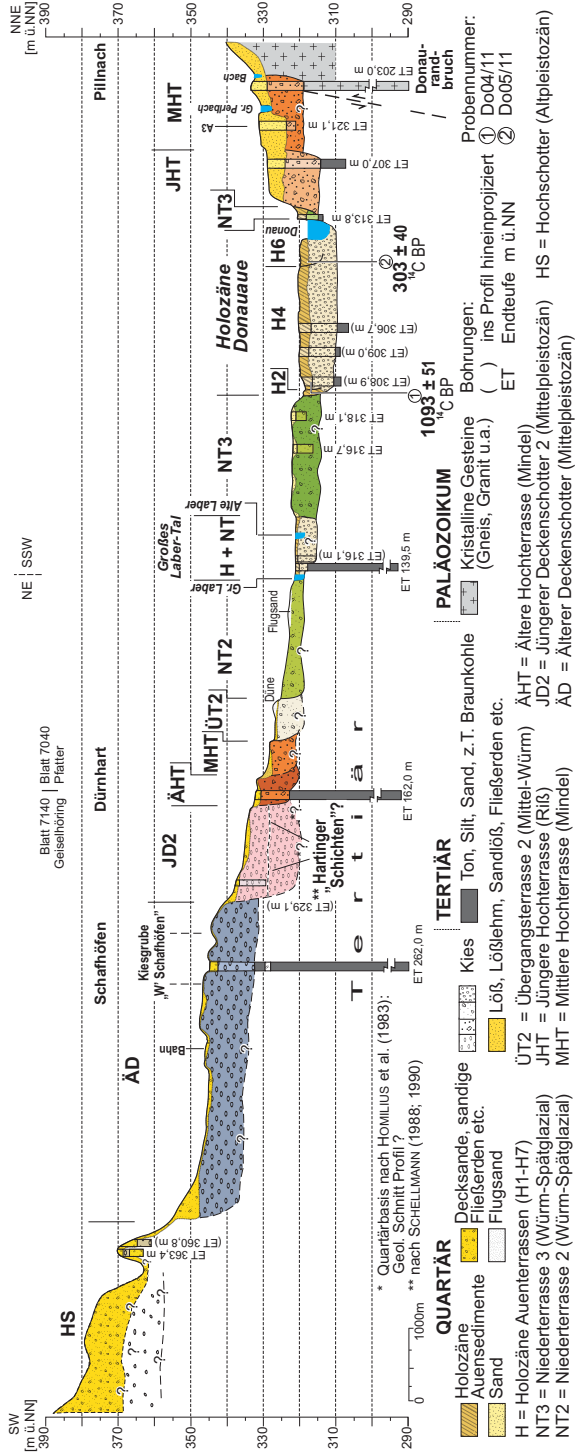 SW
[m ü.NN]
390
370
350
330
310
290
HS
ÄD
Schafhöfen
Kiesgrube
„W' Schafhöfen"
Bahn
JD2
Blatt 7140 | Blatt 7040
Geiselhöring | Pfatter
Dürnhart
ÄHT
MHT
ÜT2
NT2
Düne
Flugsand
NE | SSW
Großes
Laber-Tal
H + NT
Gr. Laber
Alte Laber
NT3
H2
Holozäne
Donauaue
H4
H6
Donau
NT3
JHT
MHT
A3
Gr. Perlbach
Bach
Pillnach
NNE
[m ü.NN]
390
370
350
330
310
290
ET 363,4 m
(ET 360,8 m)
ET 262,0 m
(ET 329,1 m)
** „Hartinger
Schichten"?
ET 162,0 m
Tertiär
(ET 316,1 m)
ET 139,5 m
ET 316,7 m
ET 318,1 m
(ET 308,9 m)
(ET 309,0 m)
(ET 306,7 m)
ET 313,8 m
ET 307,0 m
ET 321,1 m
ET 203,0 m
Donau-
rand-
bruch
①
1093 ± 51
14C BP
②
303 ± 40
14C BP
0 1000m
* Quartärbasis nach HOMILIUS et al. (1983):
Geol. Schnitt Profil ?
** nach SCHELLMANN (1988; 1990)
QUARTÄR
Holozäne
Auensedimente
Sand
Decksande, sandige
Fließerden etc.
Flugsand
Kies
Löß, Lößlehm, Sandlöß, Fließerden etc.
TERTIÄR
Ton, Silt, Sand, z.T. Braunkohle
PALÄOZOIKUM
Kristalline Gesteine
(Gneis, Granit u.a.)
Bohrungen:
( ) ins Profil hineinprojiziert
ET Endteufe m ü.NN
Probennummer:
① Do04/11
② Do05/11
H = Holozäne Auenterrassen (H1-H7)
NT3 = Niederterrasse 3 (Würm-Spätglazial)
NT2 = Niederterrasse 2 (Würm-Spätglazial)
ÜT2 = Übergangsterrasse 2 (Mittel-Würm)
JHT = Jüngere Hochterrasse (Riß)
MHT = Mittlere Hochterrasse (Mindel)
ÄHT = Ältere Hochterrasse (Mindel)
JD2 = Jüngerer Deckenschotter 2 (Mittelpleistozän)
ÄD = Älterer Deckenschotter (Mittelpleistozän)
HS = Hochschotter (Altpleistozän)